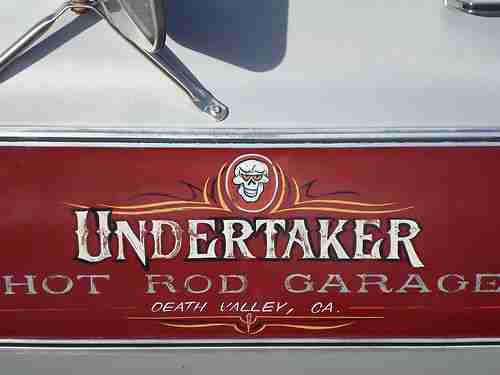 UNDERTAKER
HOT ROD GARAGE
DEATH VALLEY, CA.